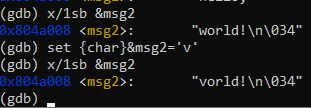 (gdb) x/1sb &msg2
0x804a008 <msg2>:        "world!\n\034"
(gdb) set {char}&msg2='v'
(gdb) x/1sb &msg2
0x804a008 <msg2>:        "vorld!\n\034"
(gdb)